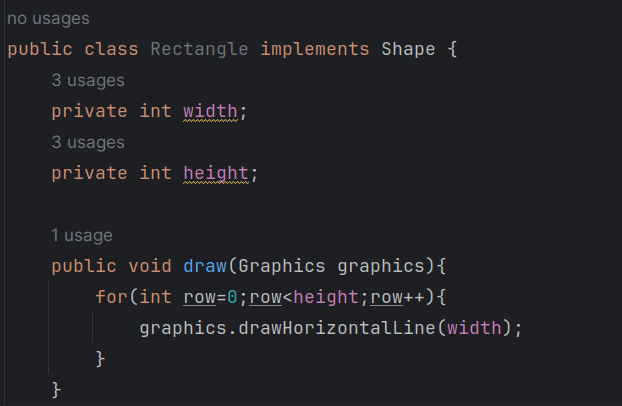 no usages
public class Rectangle implements Shape {
3 usages
private int width;
3 usages
private int height;
1 usage
public void draw(Graphics graphics){
for(int row=0;row<height;row++){
graphics.drawHorizontalLine(width);
}
}